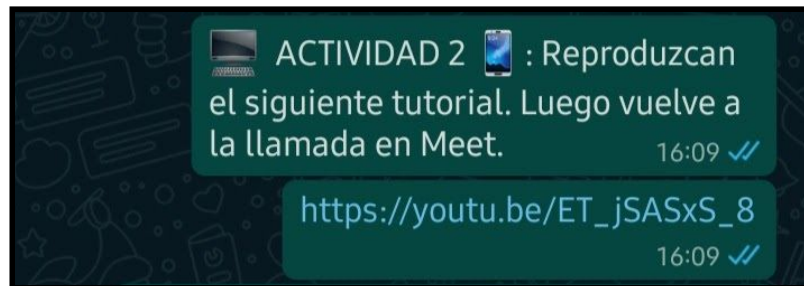 💻 ACTIVIDAD 2 📱 : Reproduzcan
el siguiente tutorial. Luego vuelve a
la llamada en Meet.
16:09
https://youtu.be/ET_jSASxS_8
16:09